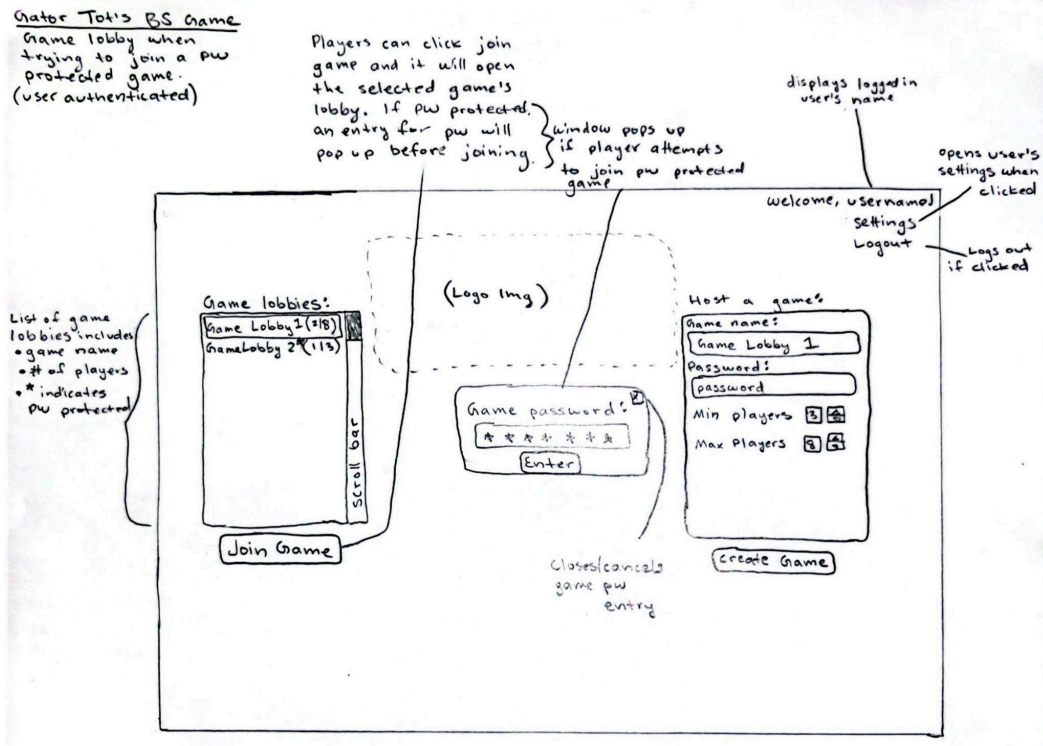 Gator Tot's BS Game
Game lobby when
trying to join a pw
protected game.
(user authenticated)
Players can click join
game and it will open
the selected game's
lobby. If pw protected,
an entry for pw will
pop up before joining.
window pops up
if player attempts
to join pw protected
game
displays logged in
user's name
opens user's
settings when
clicked
welcome, username1
settings
Logout
Logs out
if clicked
(Logo Img)
Game lobbies:
Game Lobby 1 (2/8)
Game Lobby 2* (1/3)
Scroll bar
Join Game
List of game
lobbies includes
• game name
• # of players
• * indicates
pw protected
Game password:
x
* * * * * * *
Enter
Closes/cancels
game pw
entry
Host a game:
Game name:
Game Lobby 1
Password:
password
Min players 3
Max Players 8
Create Game